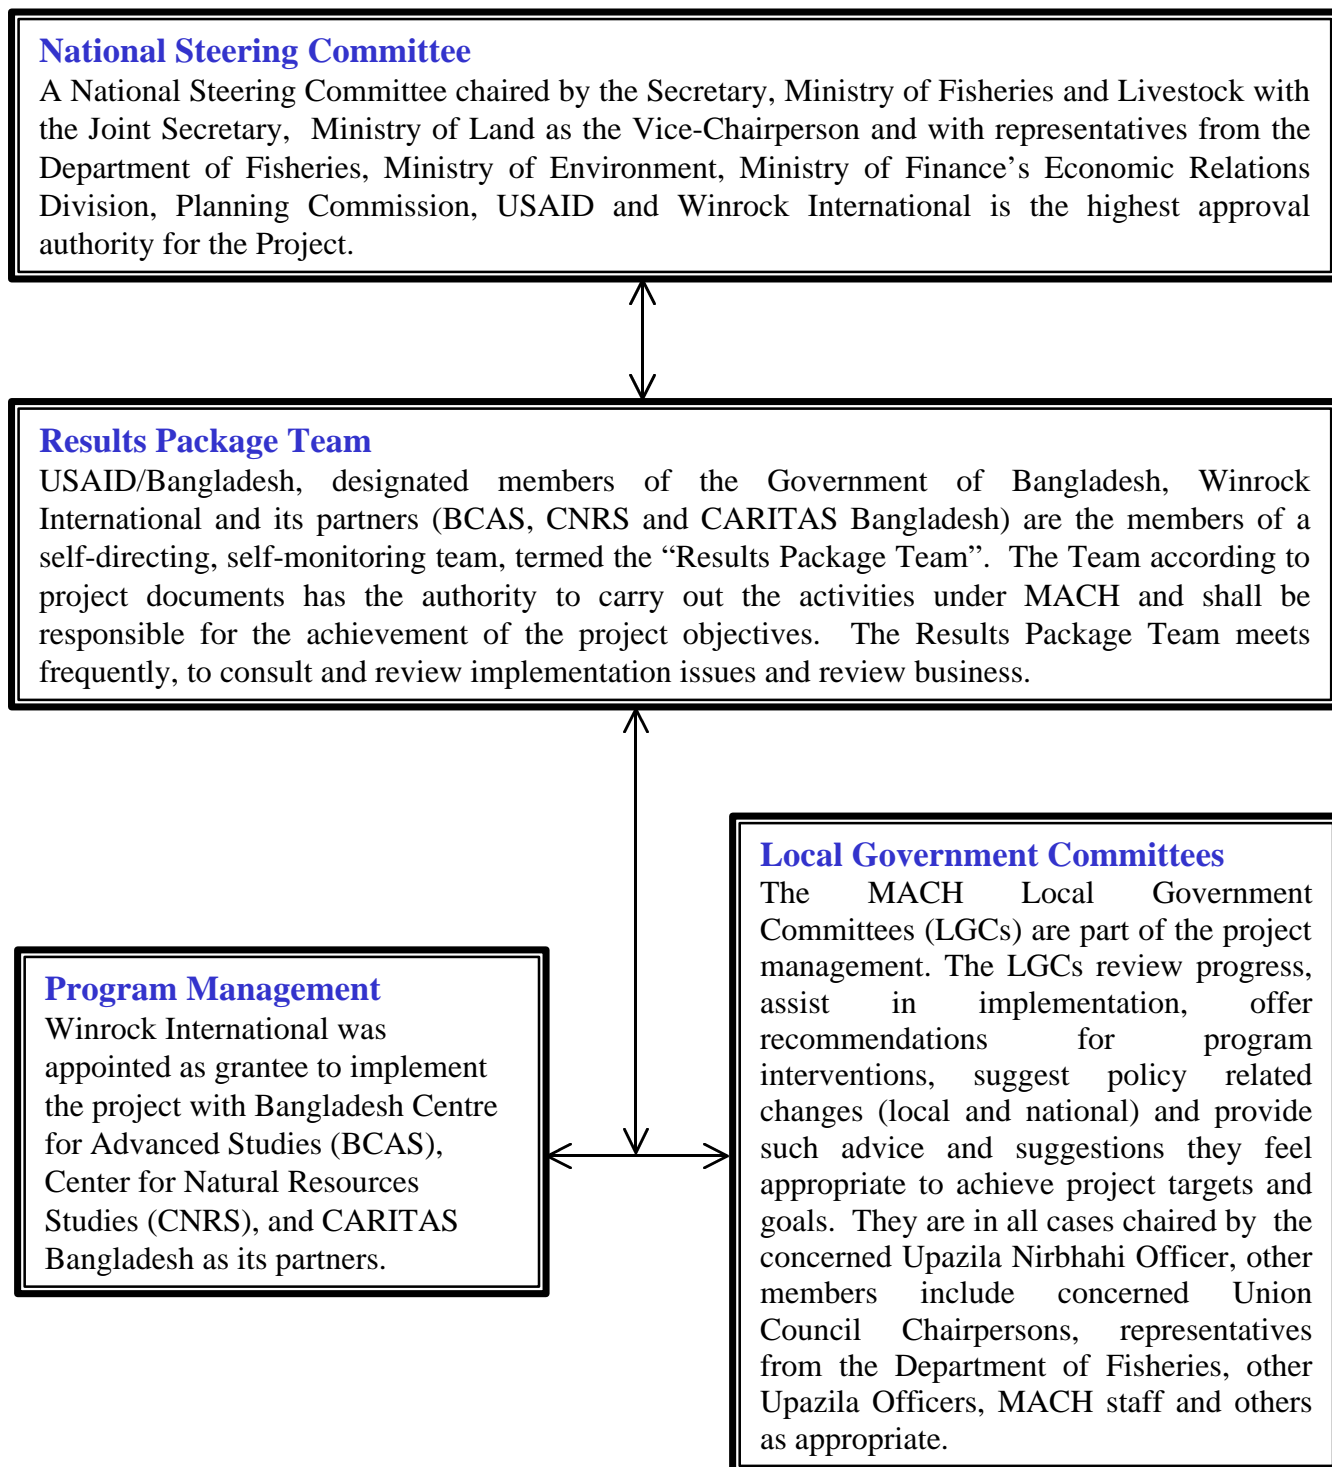 National Steering Committee
A National Steering Committee chaired by the Secretary, Ministry of Fisheries and Livestock with
the Joint Secretary, Ministry of Land as the Vice-Chairperson and with representatives from the
Department of Fisheries, Ministry of Environment, Ministry of Finance’s Economic Relations
Division, Planning Commission, USAID and Winrock International is the highest approval
authority for the Project.
Results Package Team
USAID/Bangladesh, designated members of the Government of Bangladesh, Winrock
International and its partners (BCAS, CNRS and CARITAS Bangladesh) are the members of a
self-directing, self-monitoring team, termed the “Results Package Team”. The Team according to
project documents has the authority to carry out the activities under MACH and shall be
responsible for the achievement of the project objectives. The Results Package Team meets
frequently, to consult and review implementation issues and review business.
Program Management
Winrock International was
appointed as grantee to implement
the project with Bangladesh Centre
for Advanced Studies (BCAS),
Center for Natural Resources
Studies (CNRS), and CARITAS
Bangladesh as its partners.
Local Government Committees
The MACH Local Government
Committees (LGCs) are part of the project
management. The LGCs review progress,
assist in implementation, offer
recommendations for program
interventions, suggest policy related
changes (local and national) and provide
such advice and suggestions they feel
appropriate to achieve project targets and
goals. They are in all cases chaired by the
concerned Upazila Nirbhahi Officer, other
members include concerned Union
Council Chairpersons, representatives
from the Department of Fisheries, other
Upazila Officers, MACH staff and others
as appropriate.